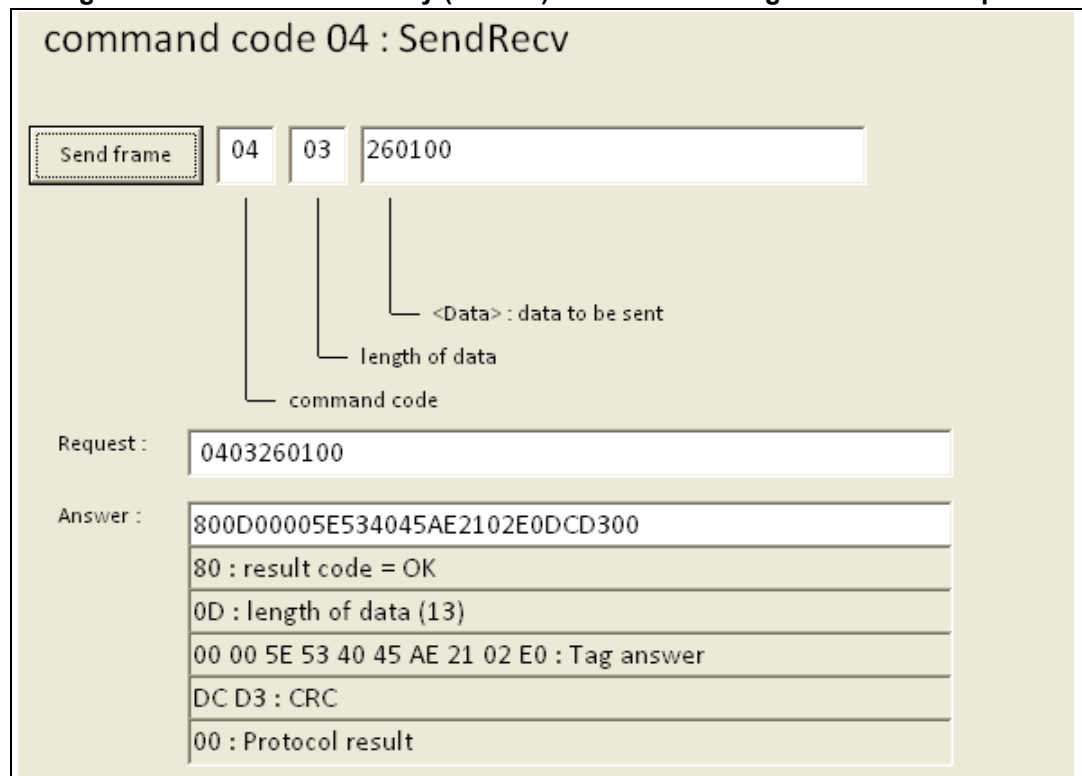 command code 04 : SendRecv
Send frame 04 03 260100
<Data> : data to be sent
length of data
command code
Request : 0403260100
Answer : 800D00005E534045AE2102E0DCD300
80 : result code = OK
0D : length of data (13)
00 00 5E 53 40 45 AE 21 02 E0 : Tag answer
DC D3 : CRC
00 : Protocol result